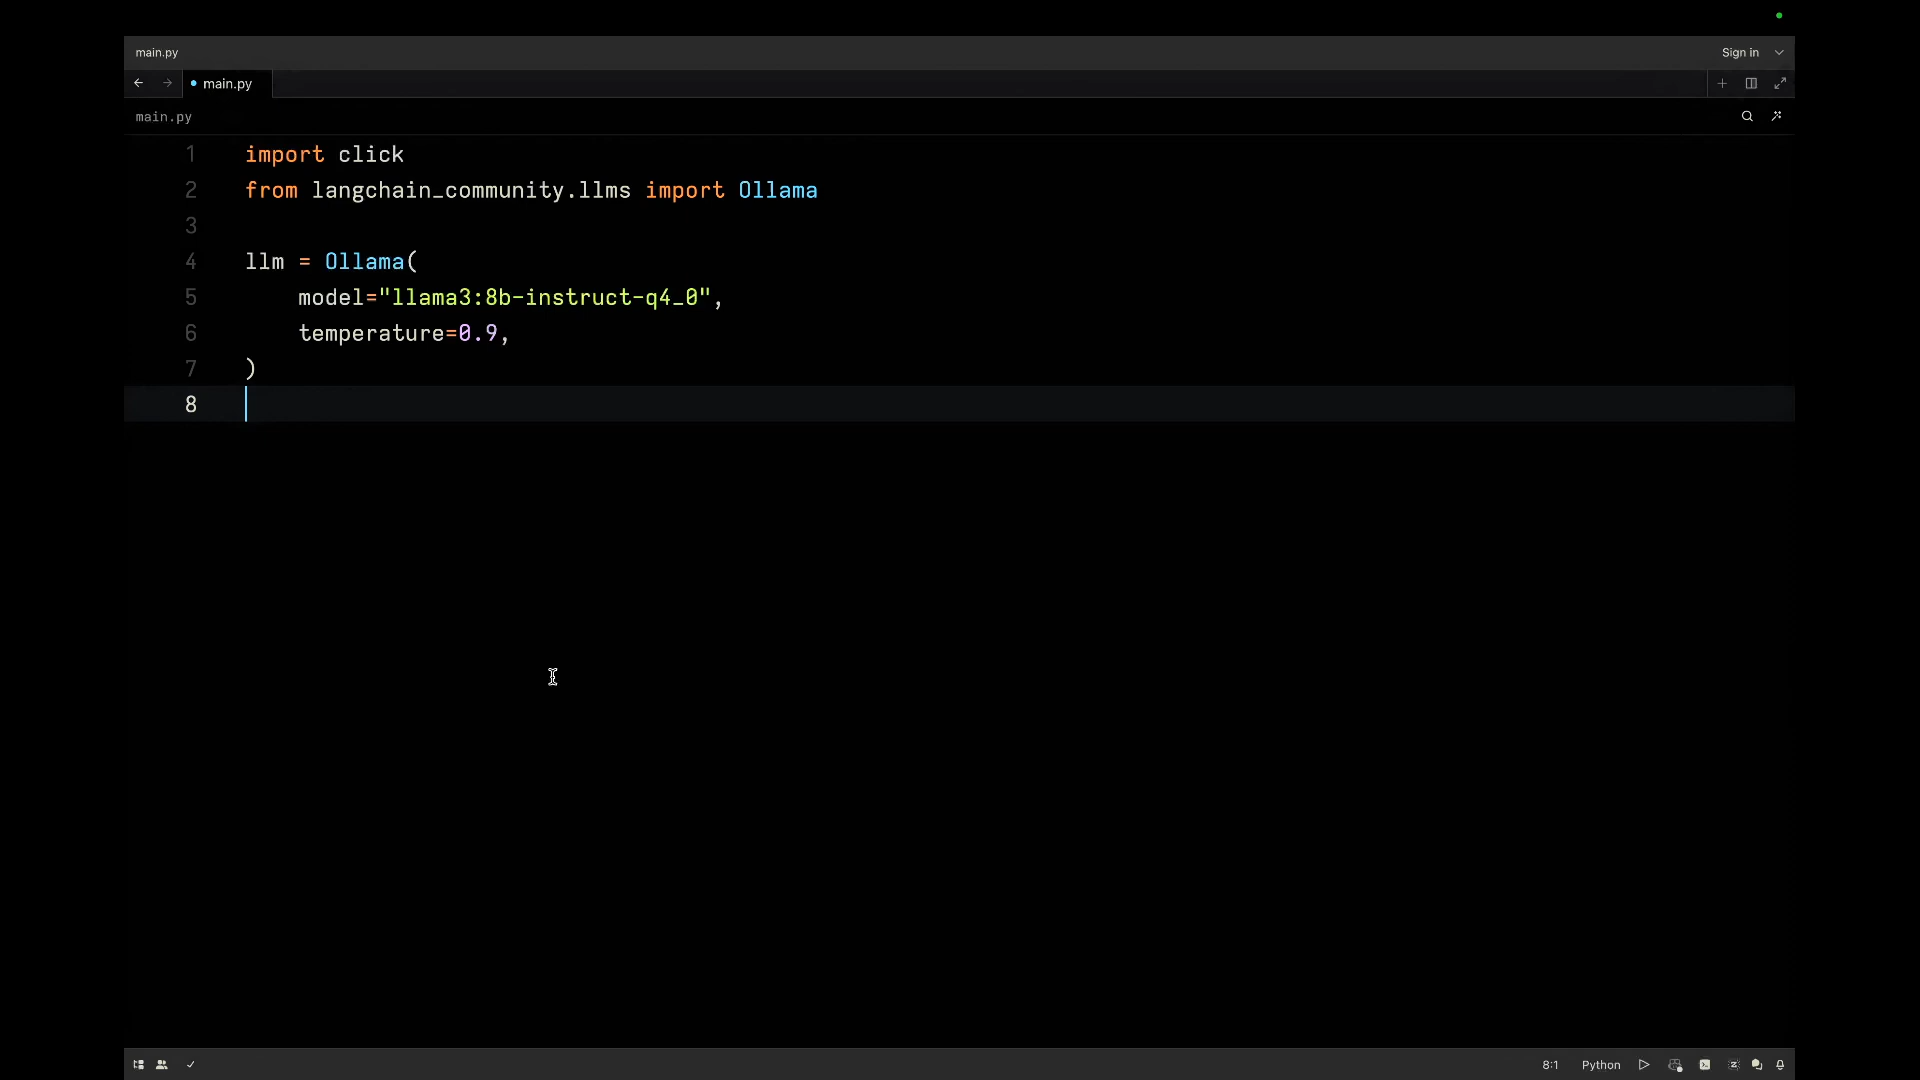 main.py
Sign in
main.py
main.py
1 import click
2 from langchain_community.llms import Ollama
3
4 llm = Ollama(
5     model="llama3:8b-instruct-q4_0",
6     temperature=0.9,
7 )
8
8:1 Python